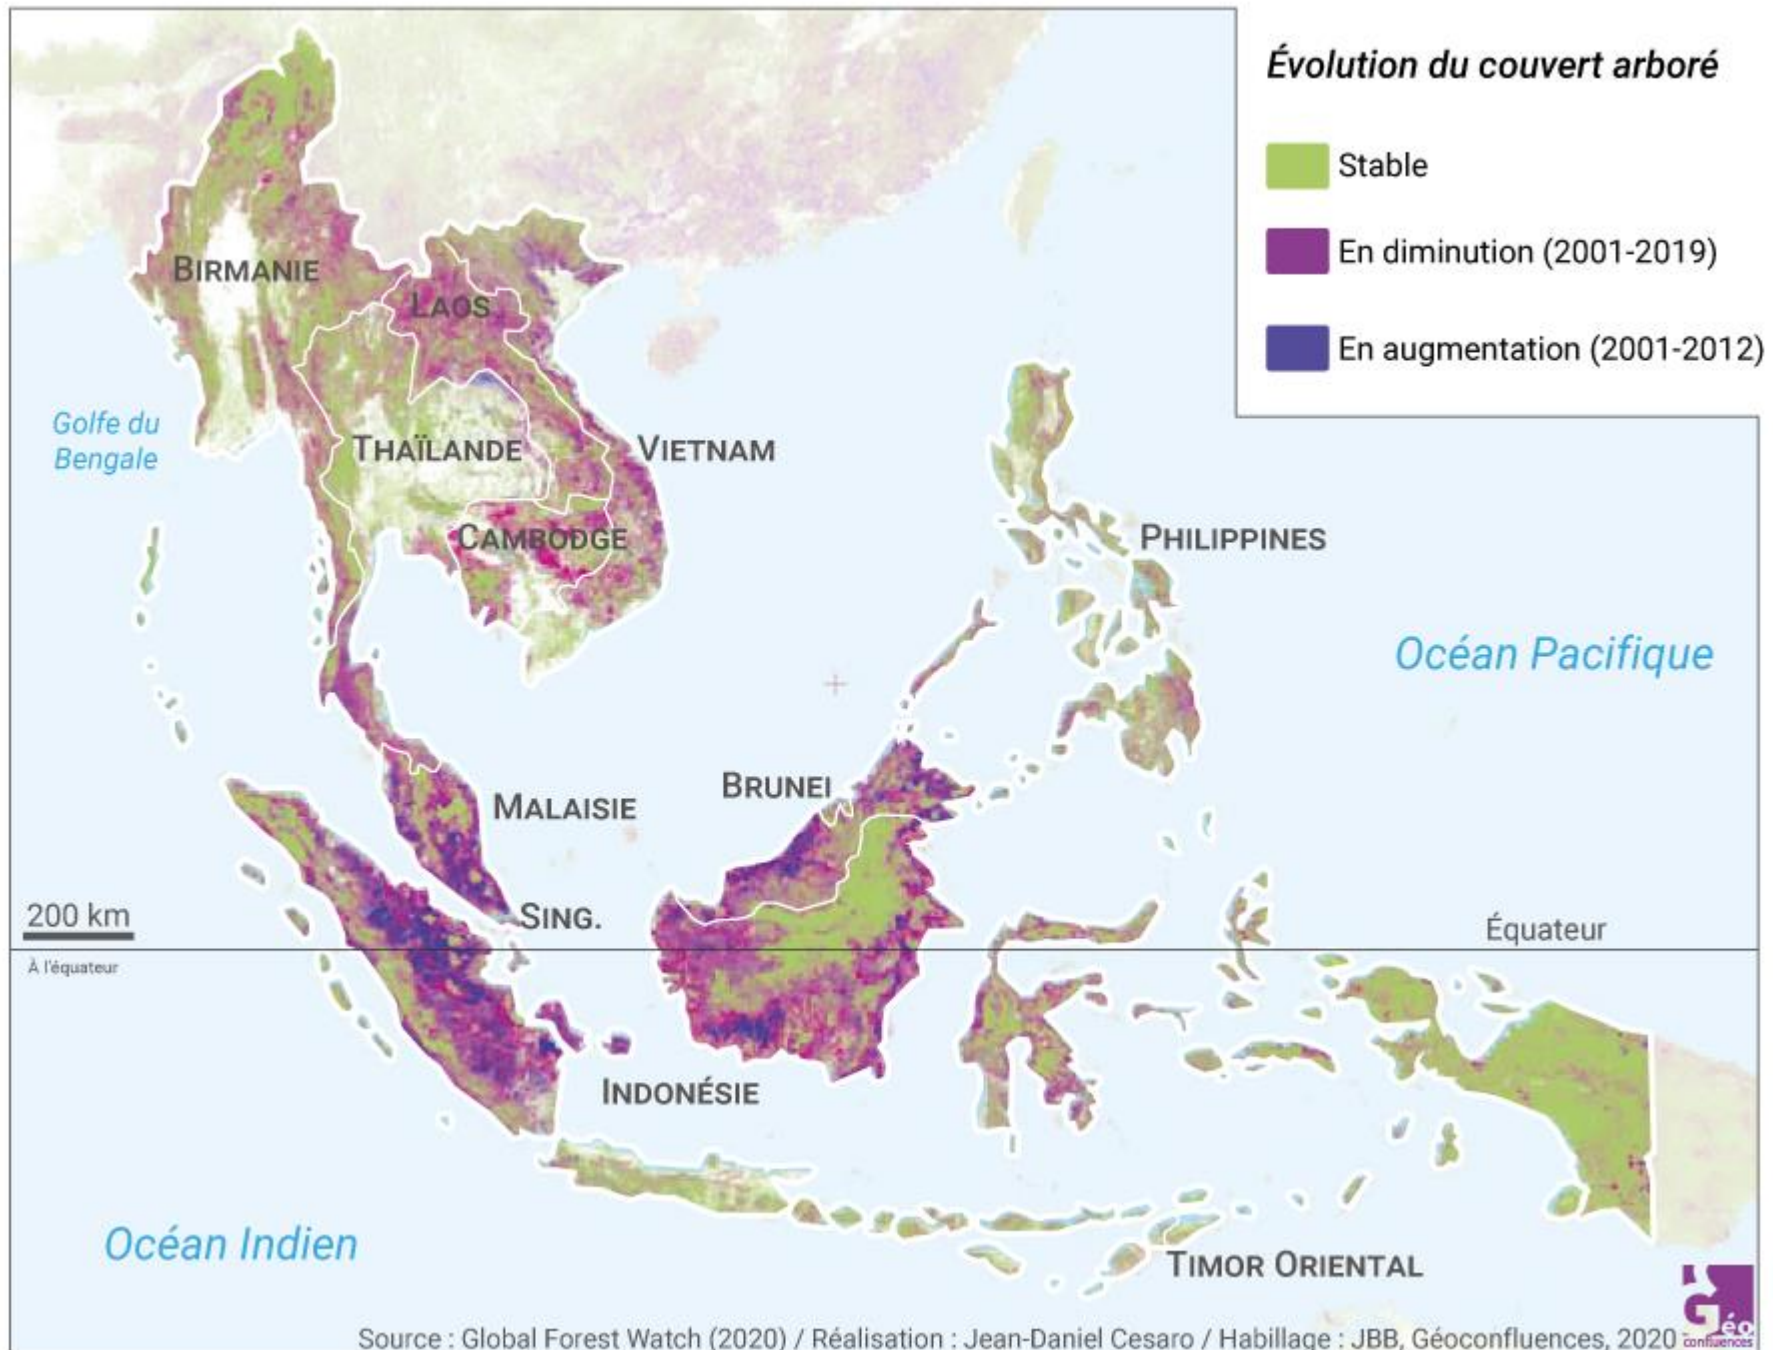 Évolution du couvert arboré
Stable
En diminution (2001-2019)
En augmentation (2001-2012)
BIRMANIE
LAOS
Golfe du
Bengale
THAÏLANDE
VIETNAM
CAMBODGE
PHILIPPINES
Océan Pacifique
BRUNEI
MALAISIE
200 km
SING.
Équateur
À l'équateur
INDONÉSIE
Océan Indien
TIMOR ORIENTAL
Source : Global Forest Watch (2020) / Réalisation : Jean-Daniel Cesaro / Habillage : JBB, Géoconfluences, 2020
Géo
confluences